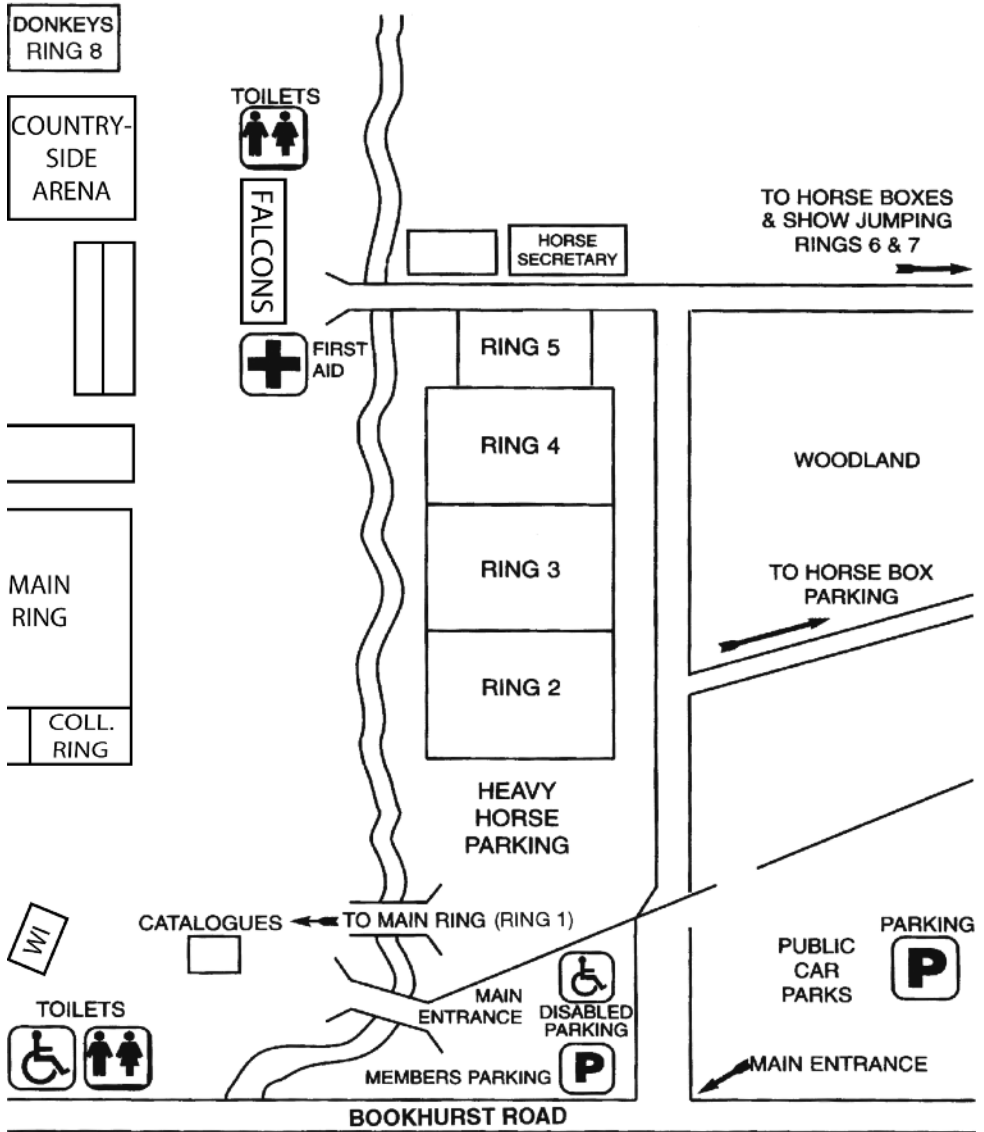 DONKEYS
RING 8
COUNTRY-
SIDE
ARENA
TOILETS
FALCONS
FIRST
AID
HORSE
SECRETARY
TO HORSE BOXES
& SHOW JUMPING
RINGS 6 & 7
RING 5
RING 4
RING 3
RING 2
WOODLAND
TO HORSE BOX
PARKING
MAIN
RING
COLL.
RING
HEAVY
HORSE
PARKING
CATALOGUES
TO MAIN RING (RING 1)
WI
TOILETS
MAIN
ENTRANCE
DISABLED
PARKING
MEMBERS PARKING
P
PUBLIC
CAR
PARKS
PARKING
P
MAIN ENTRANCE
BOOKHURST ROAD